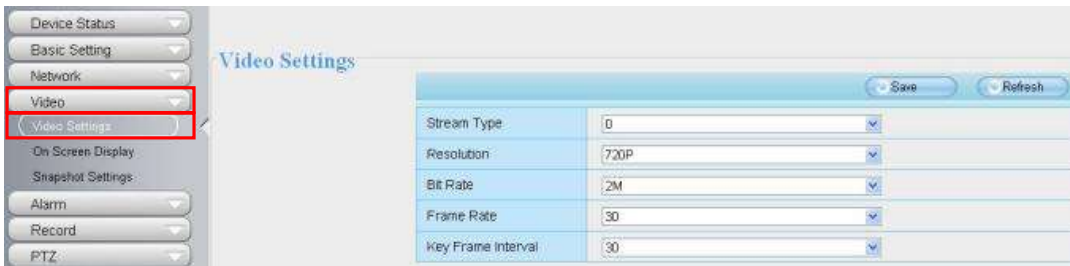 Device Status
Basic Setting
Network
Video
Video Settings
On Screen Display
Snapshot Settings
Alarm
Record
PTZ
Video Settings
Save Refresh
Stream Type 0
Resolution 720P
Bit Rate 2M
Frame Rate 30
Key Frame Interval 30